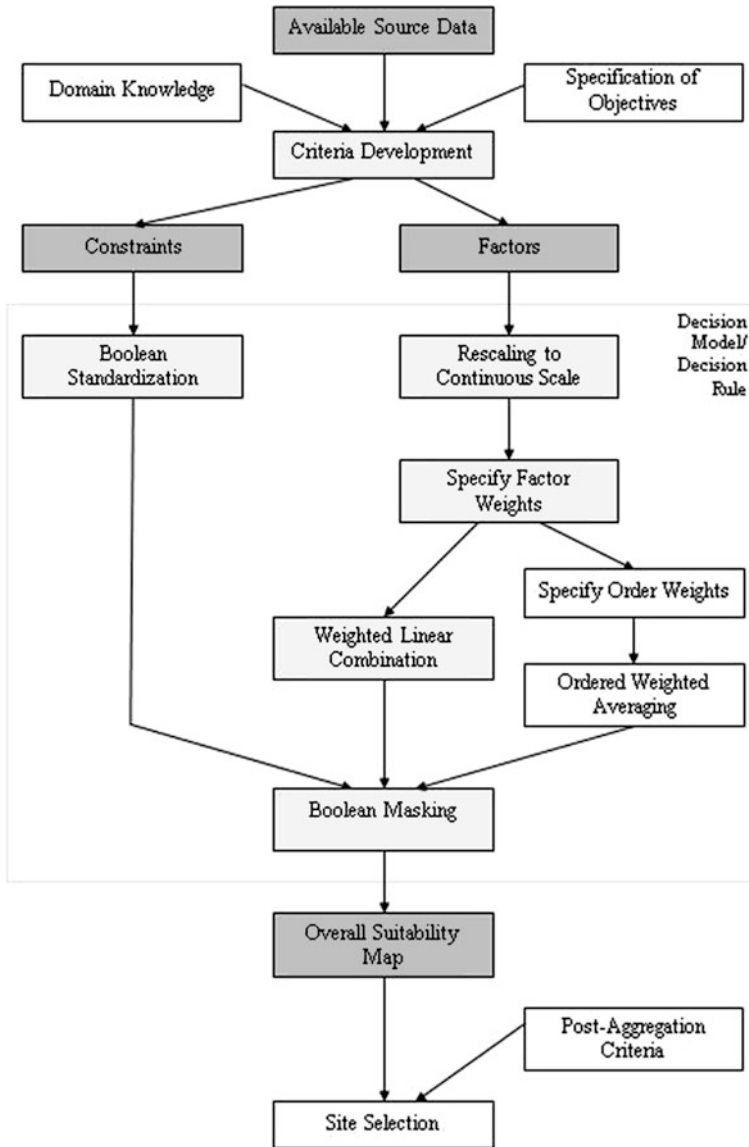 Available Source Data
Domain Knowledge
Specification of
Objectives
Criteria Development
Constraints
Factors
Decision
Model/
Decision
Rule
Boolean
Standardization
Rescaling to
Continuous Scale
Specify Factor
Weights
Specify Order Weights
Weighted Linear
Combination
Ordered Weighted
Averaging
Boolean Masking
Overall Suitability
Map
Post-Aggregation
Criteria
Site Selection